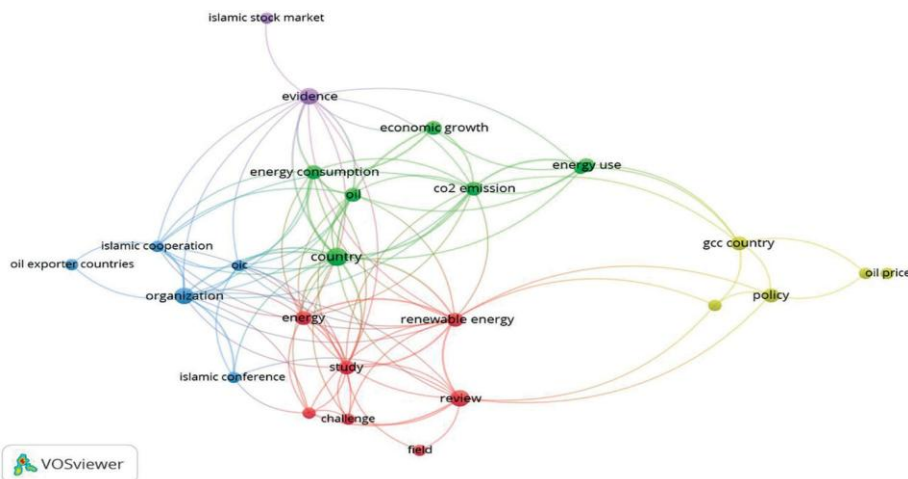 islamic stock market
evidence
economic growth
energy use
energy consumption
co2 emission
oil
gcc country
islamic cooperation
country
oil exporter countries
oic
oil price
organization
policy
energy
renewable energy
study
islamic conference
review
challenge
field
VOSviewer